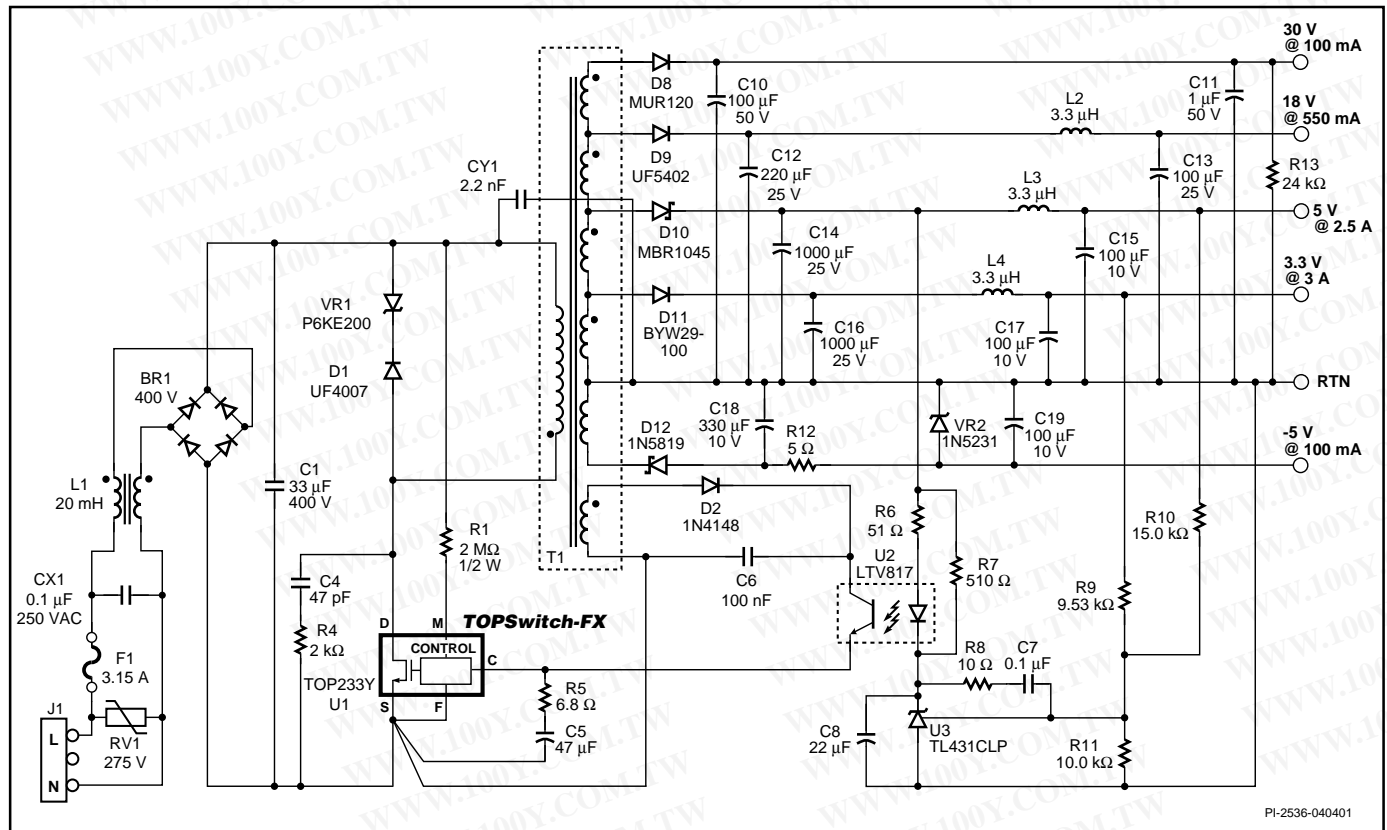 30 V
@ 100 mA
D8
MUR120
C10
100 µF
50 V
C11
1 µF
50 V
L2
3.3 µH
18 V
@ 550 mA
CY1
2.2 nF
D9
UF5402
C12
220 µF
25 V
L3
3.3 µH
C13
100 µF
25 V
R13
24 kΩ
5 V
@ 2.5 A
D10
MBR1045
C14
1000 µF
25 V
C15
100 µF
10 V
L4
3.3 µH
3.3 V
@ 3 A
VR1
P6KE200
D11
BYW29-
100
C16
1000 µF
25 V
C17
100 µF
10 V
D1
UF4007
BR1
400 V
RTN
C18
330 µF
10 V
D12
1N5819
R12
5 Ω
VR2
1N5231
C19
100 µF
10 V
-5 V
@ 100 mA
L1
20 mH
C1
33 µF
400 V
D2
1N4148
R1
2 MΩ
1/2 W
T1
R6
51 Ω
R10
15.0 kΩ
U2
LTV817
R7
510 Ω
C6
100 nF
R9
9.53 kΩ
CX1
0.1 µF
250 VAC
C4
47 pF
R4
2 kΩ
D
M
TOPSwitch-FX
CONTROL
C
TOP233Y
U1
S
F
R5
6.8 Ω
C5
47 µF
R8
10 Ω
C7
0.1 µF
F1
3.15 A
J1
L
N
RV1
275 V
C8
22 µF
U3
TL431CLP
R11
10.0 kΩ
PI-2536-040401
WWW.100Y.COM.TW